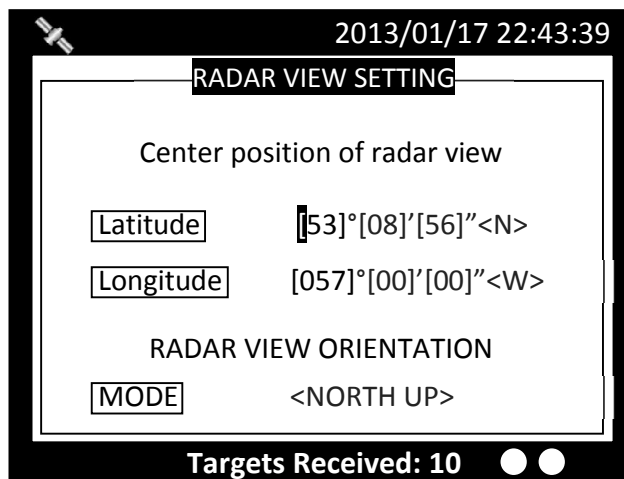 2013/01/17 22:43:39
RADAR VIEW SETTING
Center position of radar view
Latitude [53]°[08]’[56]”<N>
Longitude [057]°[00]’[00]”<W>
RADAR VIEW ORIENTATION
MODE <NORTH UP>
Targets Received: 10